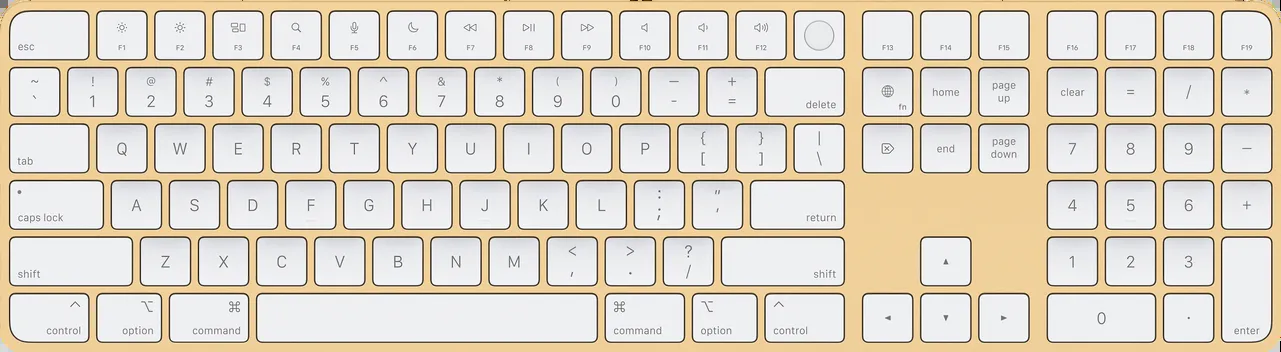 esc F1 F2 F3 F4 F5 F6 F7 F8 F9 F10 F11 F12 F13 F14 F15 F16 F17 F18 F19
~ ! @ # $ % ^ & * ( ) — +
` 1 2 3 4 5 6 7 8 9 0 - = delete fn home page up clear = / *
tab Q W E R T Y U I O P { [ } ] | \ end page down 7 8 9 −
caps lock A S D F G H J K L : ; " ' return 4 5 6 +
shift Z X C V B N M < , > . ? / shift 1 2 3
control option command command option control 0 . enter